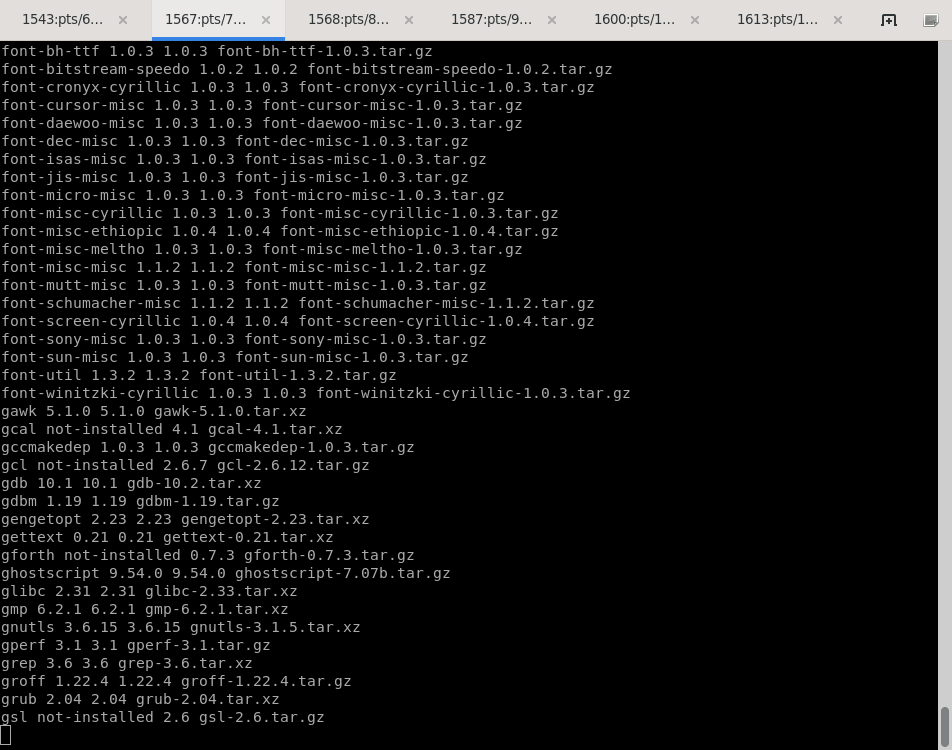 1543:pts/6... × 1567:pts/7... × 1568:pts/8... × 1587:pts/9... × 1600:pts/1... × 1613:pts/1... ×
font-bh-ttf 1.0.3 1.0.3 font-bh-ttf-1.0.3.tar.gz
font-bitstream-speedo 1.0.2 1.0.2 font-bitstream-speedo-1.0.2.tar.gz
font-cronyx-cyrillic 1.0.3 1.0.3 font-cronyx-cyrillic-1.0.3.tar.gz
font-cursor-misc 1.0.3 1.0.3 font-cursor-misc-1.0.3.tar.gz
font-daewoo-misc 1.0.3 1.0.3 font-daewoo-misc-1.0.3.tar.gz
font-dec-misc 1.0.3 1.0.3 font-dec-misc-1.0.3.tar.gz
font-isas-misc 1.0.3 1.0.3 font-isas-misc-1.0.3.tar.gz
font-jis-misc 1.0.3 1.0.3 font-jis-misc-1.0.3.tar.gz
font-micro-misc 1.0.3 1.0.3 font-micro-misc-1.0.3.tar.gz
font-misc-cyrillic 1.0.3 1.0.3 font-misc-cyrillic-1.0.3.tar.gz
font-misc-ethiopic 1.0.4 1.0.4 font-misc-ethiopic-1.0.4.tar.gz
font-misc-meltho 1.0.3 1.0.3 font-misc-meltho-1.0.3.tar.gz
font-misc-misc 1.1.2 1.1.2 font-misc-misc-1.1.2.tar.gz
font-mutt-misc 1.0.3 1.0.3 font-mutt-misc-1.0.3.tar.gz
font-schumacher-misc 1.1.2 1.1.2 font-schumacher-misc-1.1.2.tar.gz
font-screen-cyrillic 1.0.4 1.0.4 font-screen-cyrillic-1.0.4.tar.gz
font-sony-misc 1.0.3 1.0.3 font-sony-misc-1.0.3.tar.gz
font-sun-misc 1.0.3 1.0.3 font-sun-misc-1.0.3.tar.gz
font-util 1.3.2 1.3.2 font-util-1.3.2.tar.gz
font-winitzki-cyrillic 1.0.3 1.0.3 font-winitzki-cyrillic-1.0.3.tar.gz
gawk 5.1.0 5.1.0 gawk-5.1.0.tar.xz
gcal not-installed 4.1 gcal-4.1.tar.xz
gccmakedep 1.0.3 1.0.3 gccmakedep-1.0.3.tar.gz
gcl not-installed 2.6.7 gcl-2.6.12.tar.gz
gdb 10.1 10.1 gdb-10.2.tar.xz
gdbm 1.19 1.19 gdbm-1.19.tar.gz
gengetopt 2.23 2.23 gengetopt-2.23.tar.xz
gettext 0.21 0.21 gettext-0.21.tar.xz
gforth not-installed 0.7.3 gforth-0.7.3.tar.gz
ghostscript 9.54.0 9.54.0 ghostscript-7.07b.tar.gz
glibc 2.31 2.31 glibc-2.33.tar.xz
gmp 6.2.1 6.2.1 gmp-6.2.1.tar.xz
gnutls 3.6.15 3.6.15 gnutls-3.1.5.tar.xz
gperf 3.1 3.1 gperf-3.1.tar.gz
grep 3.6 3.6 grep-3.6.tar.xz
groff 1.22.4 1.22.4 groff-1.22.4.tar.gz
grub 2.04 2.04 grub-2.04.tar.xz
gsl not-installed 2.6 gsl-2.6.tar.gz